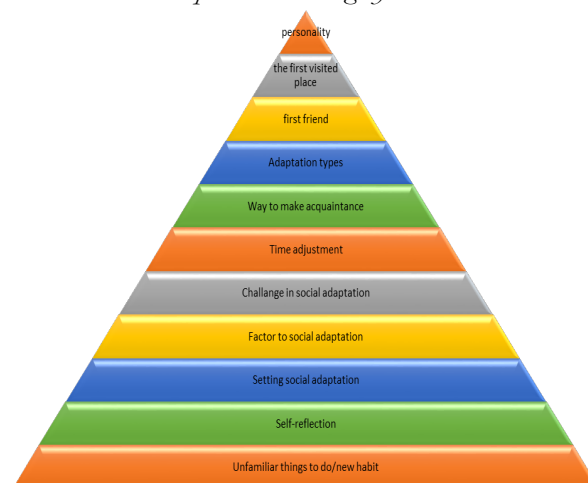 personality
the first visited
place
first friend
Adaptation types
Way to make acquaintance
Time adjustment
Challange in social adaptation
Factor to social adaptation
Setting social adaptation
Self-reflection
Unfamiliar things to do/new habit